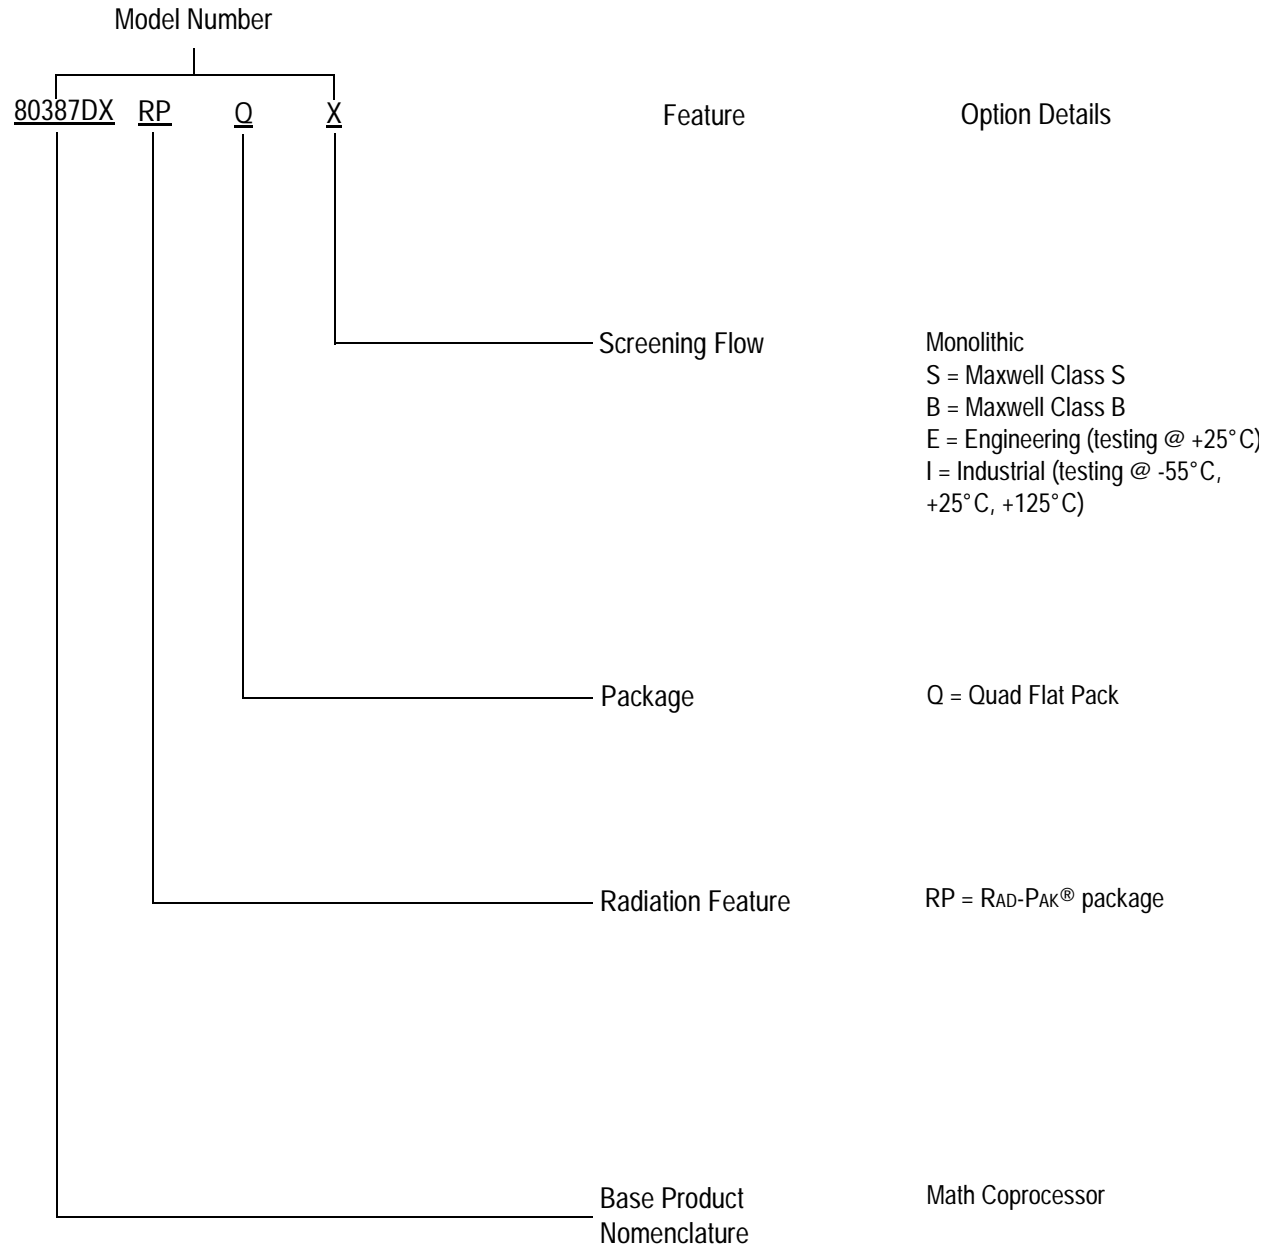 Model Number
80387DX RP Q X Feature Option Details
Screening Flow Monolithic
S = Maxwell Class S
B = Maxwell Class B
E = Engineering (testing @ +25°C)
I = Industrial (testing @ -55°C,
+25°C, +125°C)
Package Q = Quad Flat Pack
Radiation Feature RP = RAD-PAK® package
Base Product Math Coprocessor
Nomenclature